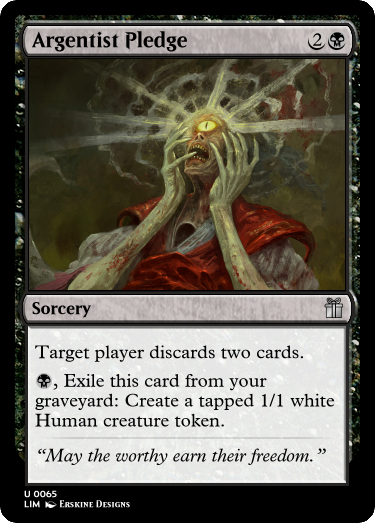 Argentist Pledge 2
Sorcery
Target player discards two cards.
, Exile this card from your
graveyard: Create a tapped 1/1 white
Human creature token.
“May the worthy earn their freedom.”
U 0065
LIM Erskine Designs